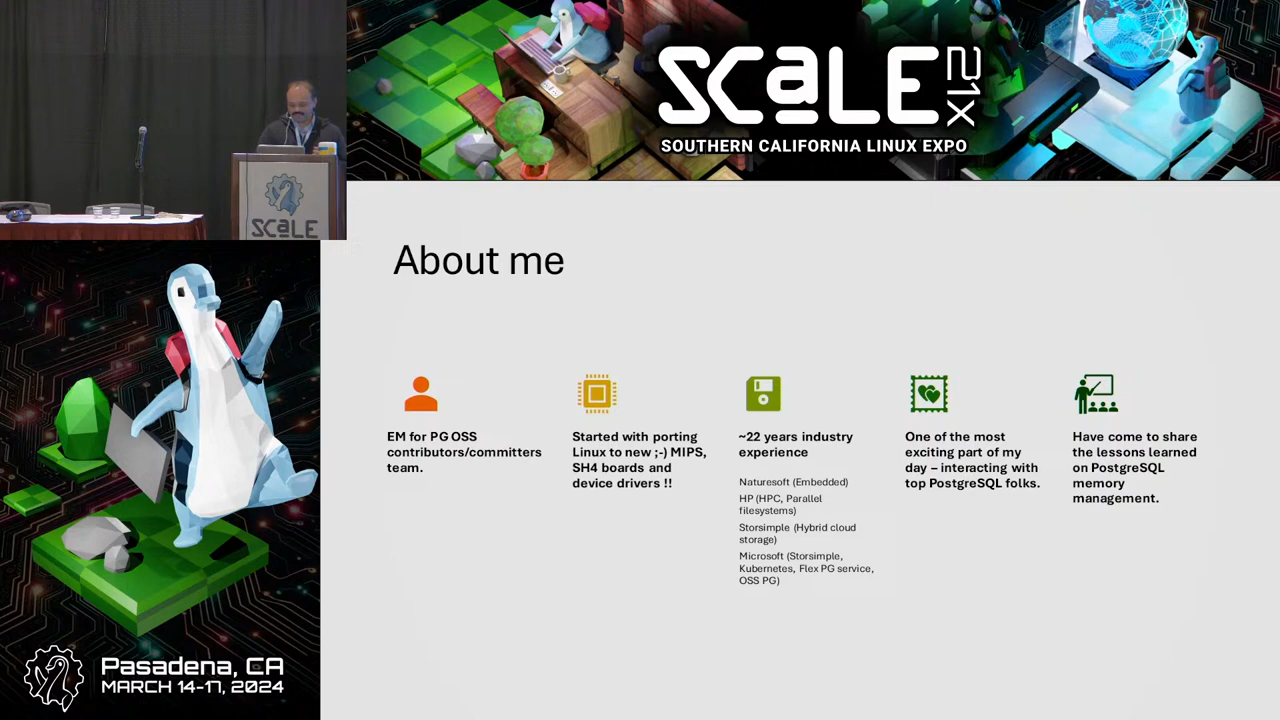 SCaLE 21X
SOUTHERN CALIFORNIA LINUX EXPO
SCaLE
About me
EM for PG OSS
contributors/committers
team.
Started with porting
Linux to new ;-) MIPS,
SH4 boards and
device drivers !!
~22 years industry
experience
Naturesoft (Embedded)
HP (HPC, Parallel
filesystems)
Storsimple (Hybrid cloud
storage)
Microsoft (Storsimple,
Kubernetes, Flex PG service,
OSS PG)
One of the most
exciting part of my
day – interacting with
top PostgreSQL folks.
Have come to share
the lessons learned
on PostgreSQL
memory
management.
Pasadena, CA
MARCH 14-17, 2024